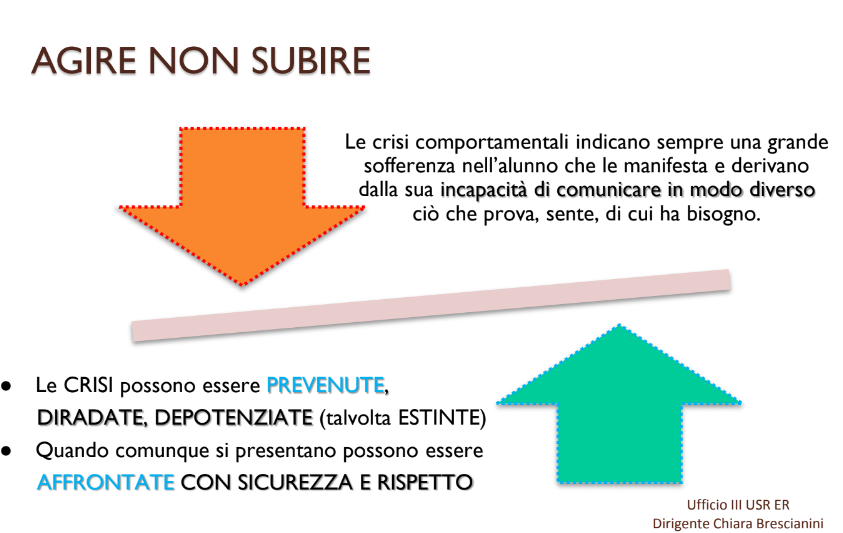 AGIRE NON SUBIRE
Le crisi comportamentali indicano sempre una grande
sofferenza nell'alunno che le manifesta e derivano
dalla sua incapacità di comunicare in modo diverso
ciò che prova, sente, di cui ha bisogno.
● Le CRISI possono essere PREVENUTE,
DIRADATE, DEPOTENZIATE (talvolta ESTINTE)
● Quando comunque si presentano possono essere
AFFRONTATE CON SICUREZZA E RISPETTO
Ufficio III USR ER
Dirigente Chiara Brescianini